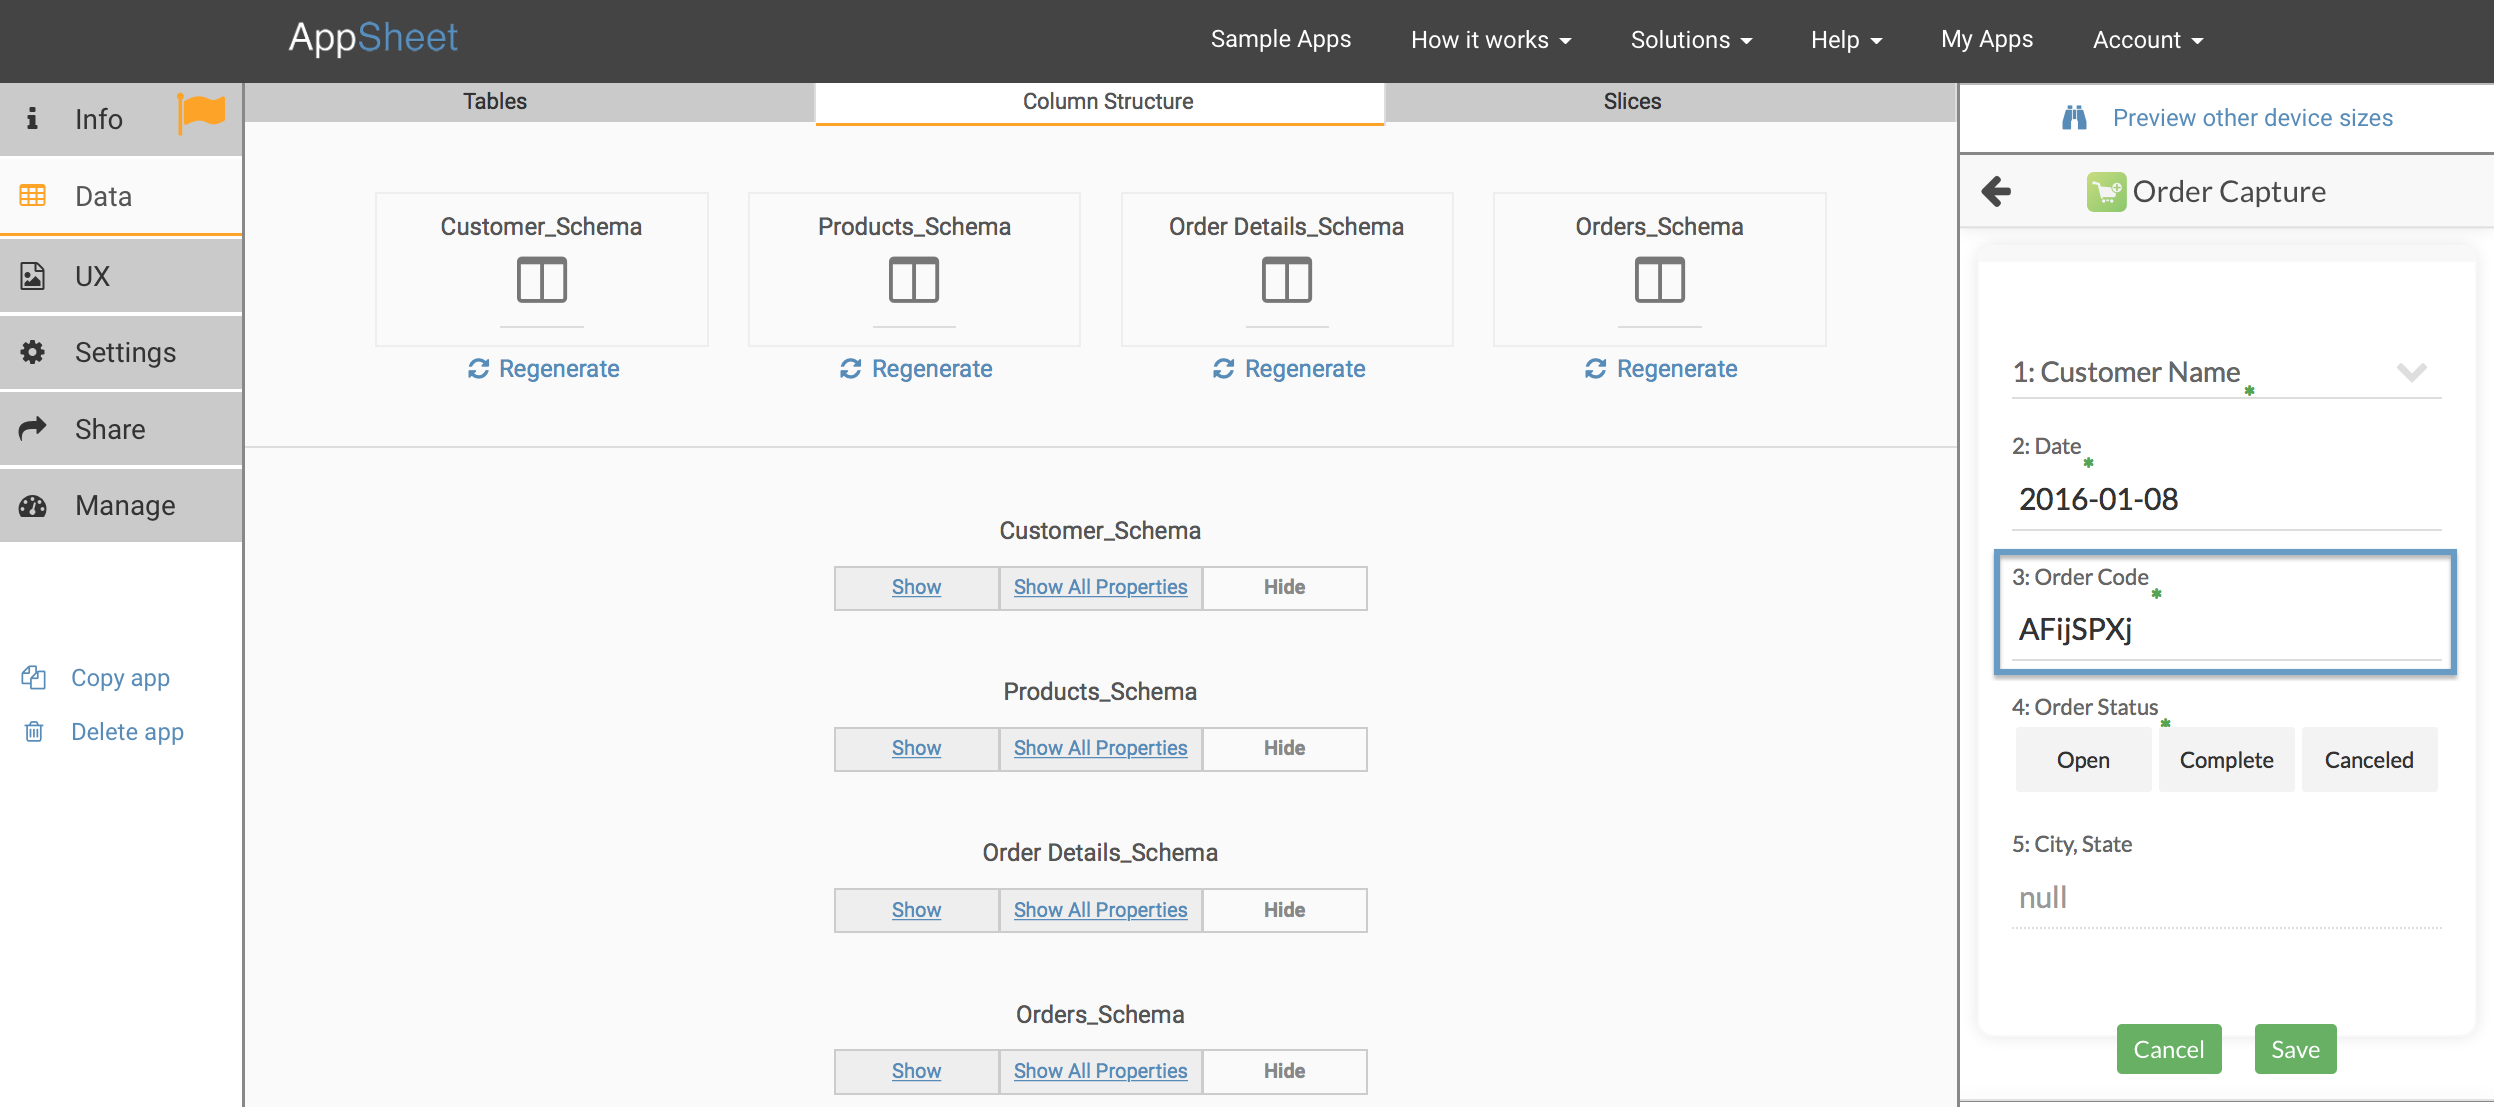 AppSheet
Sample Apps How it works Solutions Help My Apps Account
Info
Data
UX
Settings
Share
Manage
Copy app
Delete app
Tables Column Structure Slices
Customer_Schema Products_Schema Order Details_Schema Orders_Schema
Regenerate Regenerate Regenerate Regenerate
Customer_Schema
Show Show All Properties Hide
Products_Schema
Show Show All Properties Hide
Order Details_Schema
Show Show All Properties Hide
Orders_Schema
Show Show All Properties Hide
Preview other device sizes
Order Capture
1: Customer Name *
2: Date *
2016-01-08
3: Order Code *
AFijSPXj
4: Order Status *
Open Complete Canceled
5: City, State
null
Cancel Save